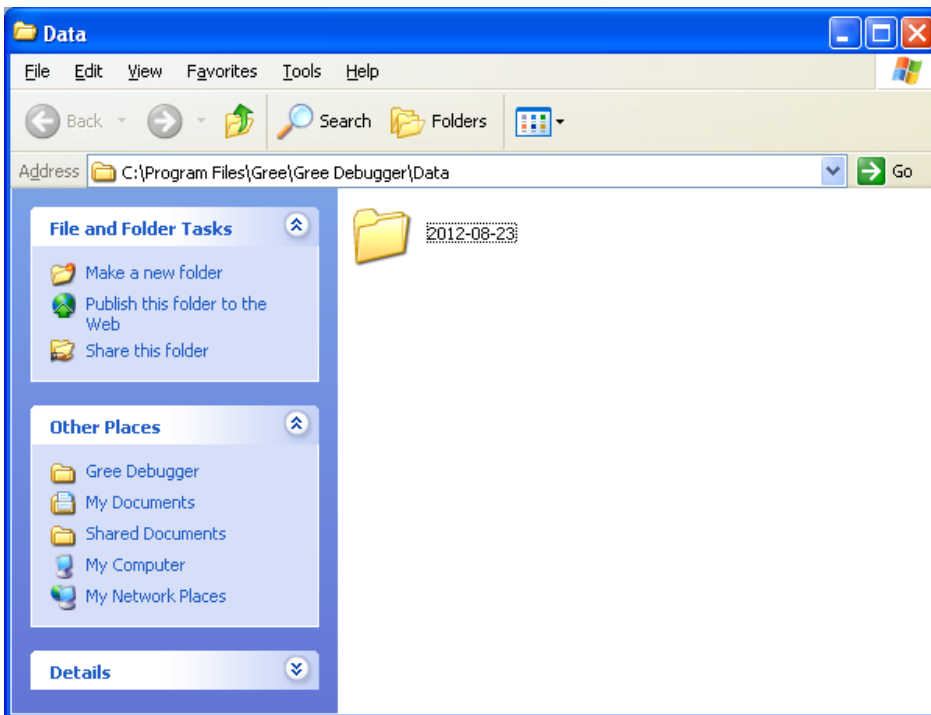 Data
File Edit View Favorites Tools Help
Back Search Folders
Address C:\Program Files\Gree\Gree Debugger\Data Go
File and Folder Tasks
Make a new folder
Publish this folder to the
Web
Share this folder
Other Places
Gree Debugger
My Documents
Shared Documents
My Computer
My Network Places
Details
2012-08-23